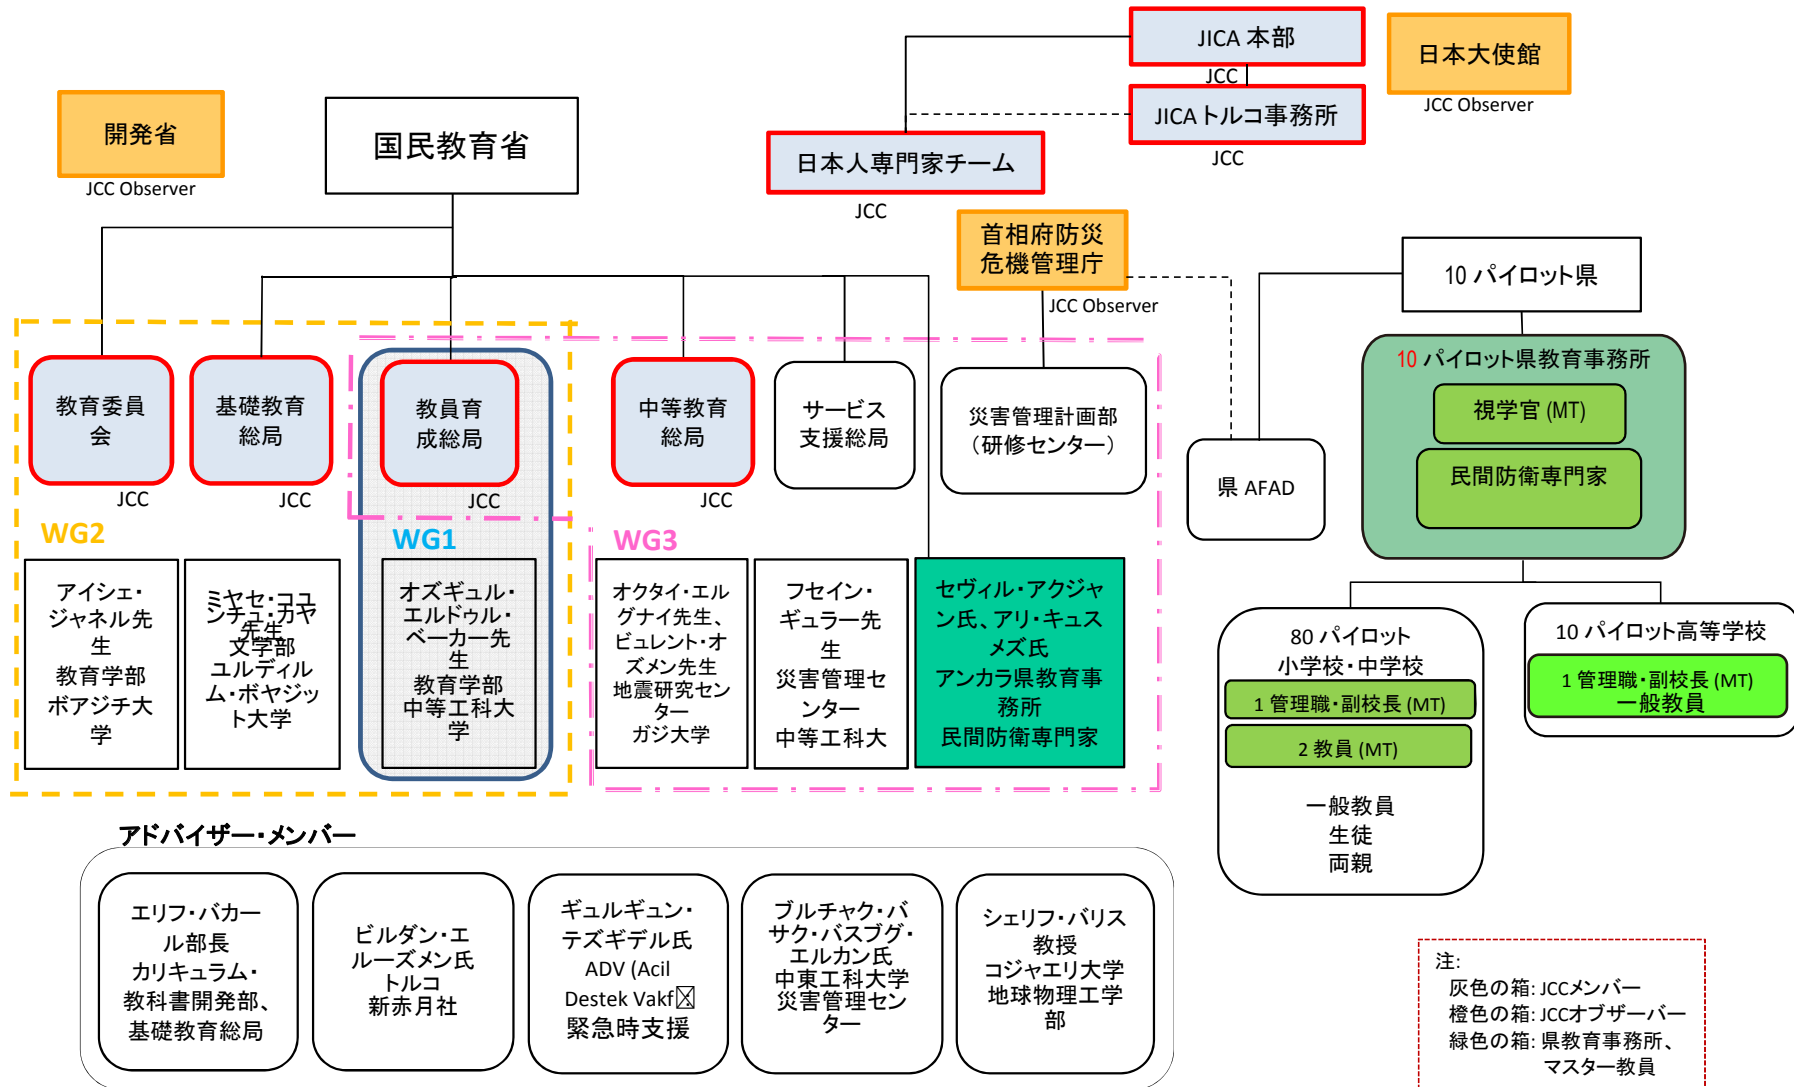 JICA 本部
JCC
日本大使館
JCC Observer
開発省
JCC Observer
国民教育省
JICA トルコ事務所
JCC
日本人専門家チーム
JCC
首相府防災
危機管理庁
JCC Observer
10 パイロット県
10 パイロット県教育事務所
視学官 (MT)
民間防衛専門家
教育委員
会
JCC
基礎教育
総局
JCC
教員育
成総局
JCC
中等教育
総局
JCC
サービス
支援総局
災害管理計画部
（研修センター）
県 AFAD
WG2
WG1
WG3
アイシェ・
ジャネル先
生
教育学部
ボアジチ大
学
ミヤセ・コユ
ンチュ・カヤ
先生
文学部
ユルディル
ム・ボヤジッ
ト大学
オズギュル・
エルドゥル・
ベーカー先
生
教育学部
中等工科大
学
オクタイ・エル
グナイ先生、
ビュレント・オ
ズメン先生
地震研究セン
ター
ガジ大学
フセイン・
ギュラー先
生
災害管理セ
ンター
中等工科大
セヴィル・アクジャ
ン氏、アリ・キュス
メズ氏
アンカラ県教育事
務所
民間防衛専門家
80 パイロット
小学校・中学校
1 管理職・副校長 (MT)
2 教員 (MT)
一般教員
生徒
両親
10 パイロット高等学校
1 管理職・副校長 (MT)
一般教員
アドバイザー・メンバー
エリフ・バカー
ル部長
カリキュラム・
教科書開発部、
基礎教育総局
ビルダン・エ
ルーズメン氏
トルコ
新赤月社
ギュルギュン・
テズギデル氏
ADV (Acil
Destek Vakf
緊急時支援
ブルチャク・バ
サク・バスブグ・
エルカン氏
中東工科大学
災害管理セン
ター
シェリフ・バリス
教授
コジャエリ大学
地球物理工学
部
注:
灰色の箱: JCCメンバー
橙色の箱: JCCオブザーバー
緑色の箱: 県教育事務所、
マスター教員